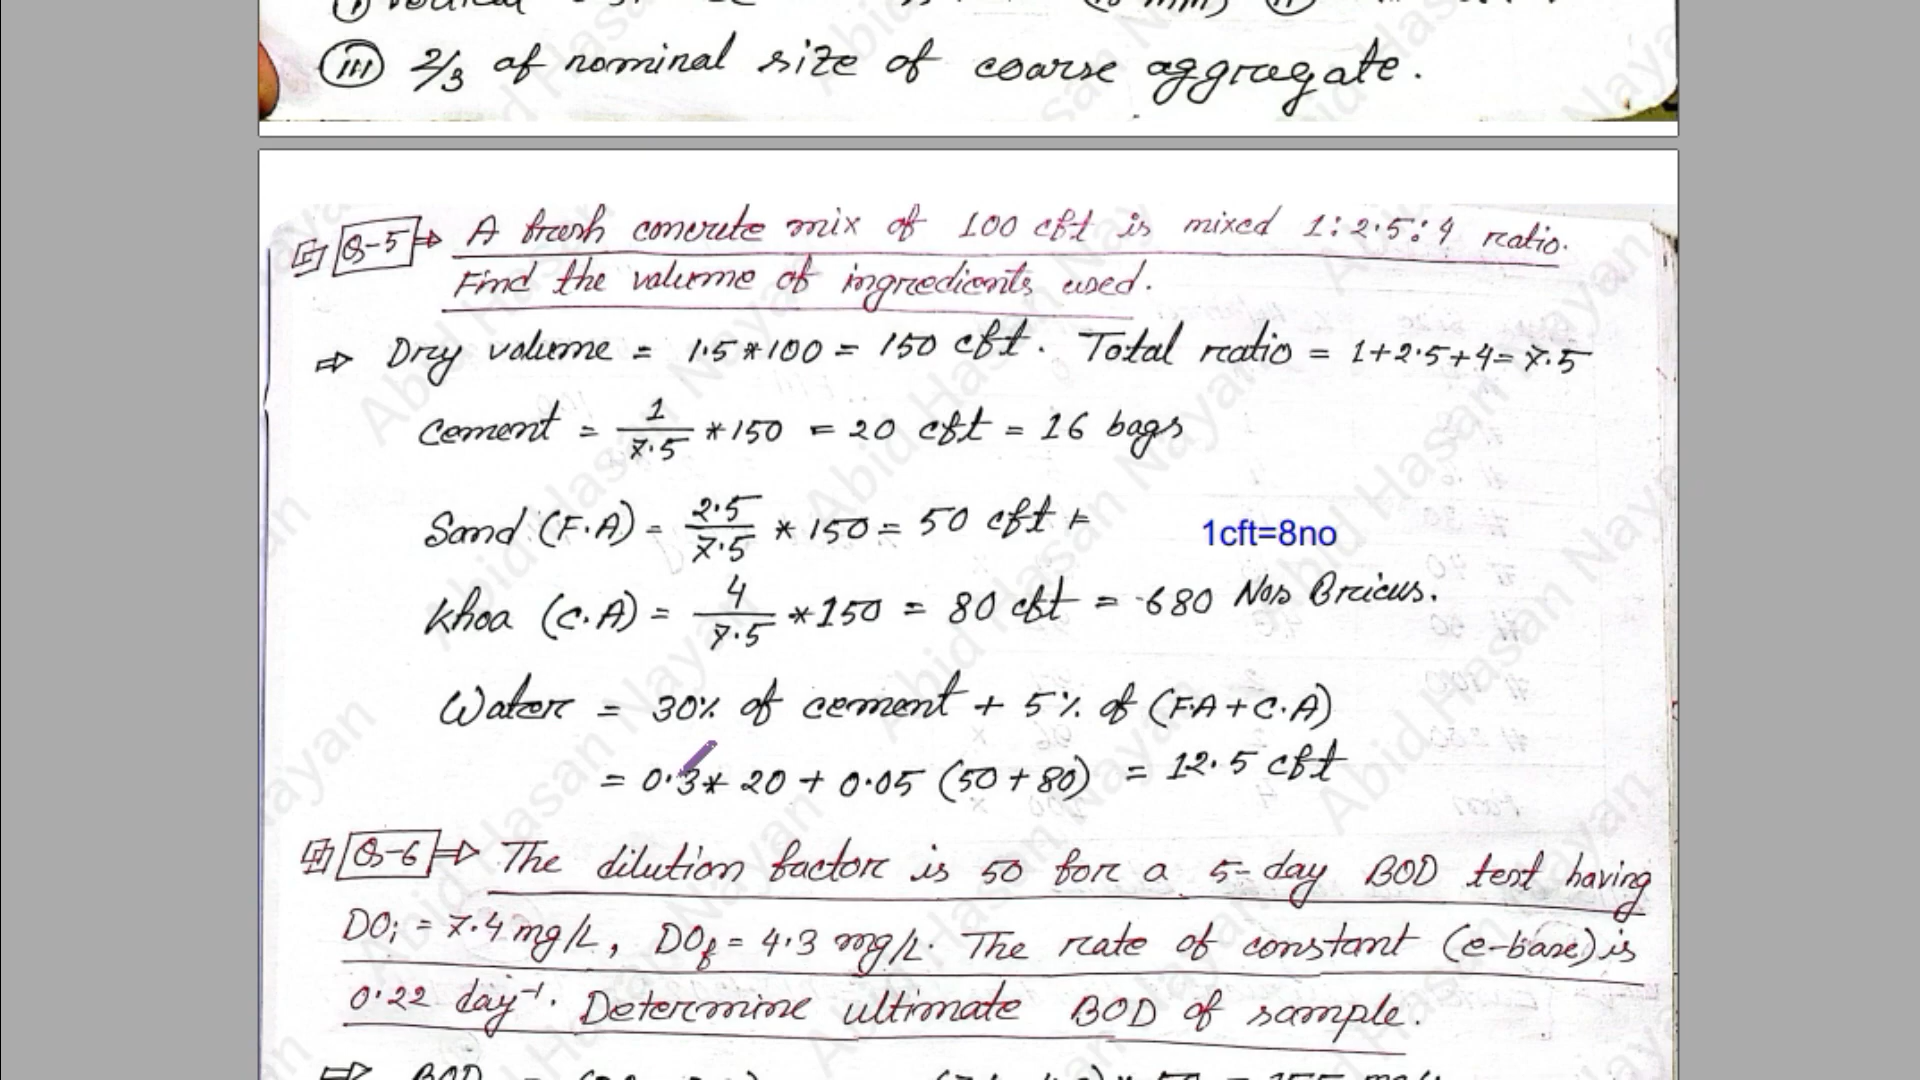 (iii) 2/3 of nominal size of coarse aggregate.
Q-5 ⇒ A fresh concrete mix of 100 cft is mixed 1:2.5:4 ratio.
Find the volume of ingredients used.
⇒ Dry volume = 1.5*100 = 150 cft. Total ratio = 1+2.5+4=7.5
Cement = 1/7.5 *150 = 20 cft = 16 bags
Sand (F.A) = 2.5/7.5 * 150 = 50 cft
1cft=8no
Khoa (C.A) = 4/7.5 *150 = 80 cft = 680 Nos Bricks.
Water = 30% of cement + 5% of (F.A + C.A)
= 0.3* 20 + 0.05 (50+80) = 12.5 cft
Q-6 ⇒ The dilution factor is 50 for a 5-day BOD test having
DOi = 7.4 mg/L, DOf = 4.3 mg/L. The rate of constant (e-base) is
0.22 day-1. Determine ultimate BOD of sample.
Abid Hasan Nayan